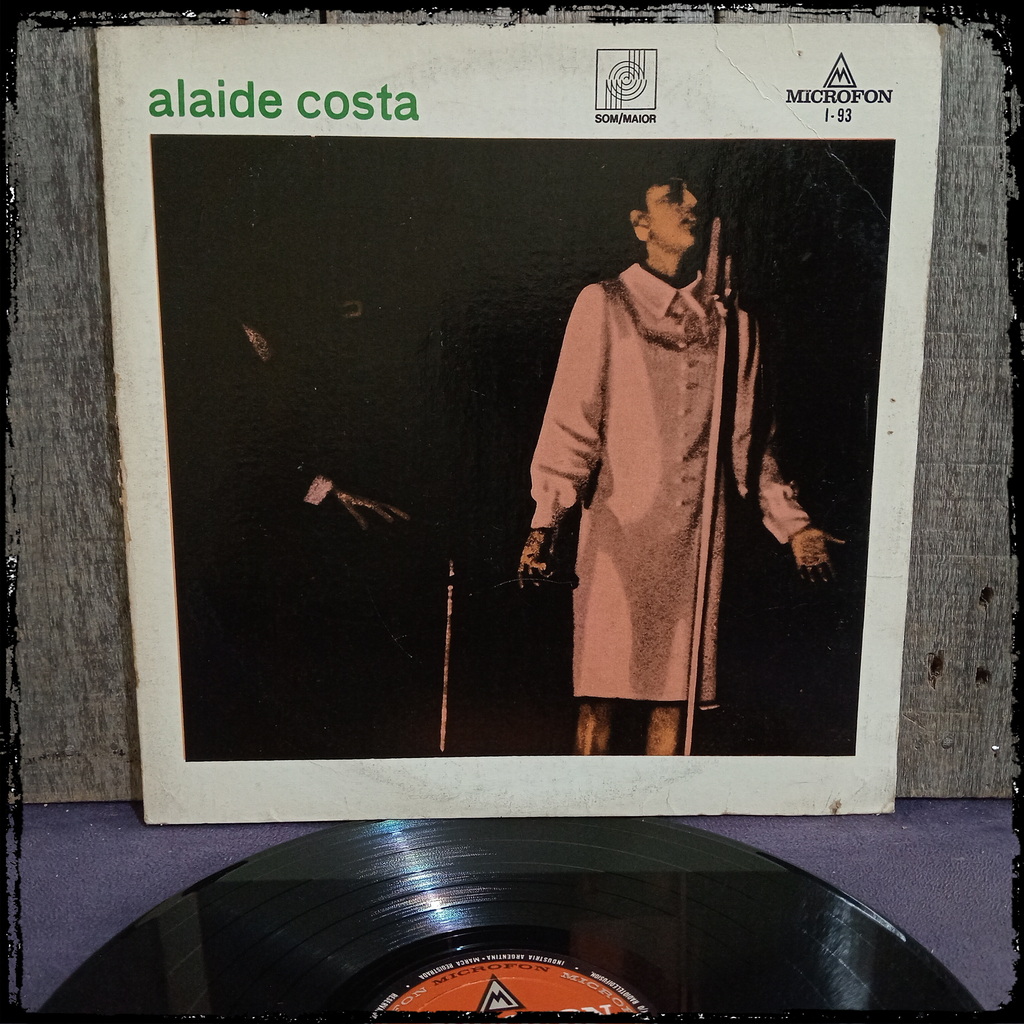 alaide costa
SOM/MAIOR
MICROFON
I-93
INDUSTRIA ARGENTINA - MARCA REGISTRADA
MICROFON